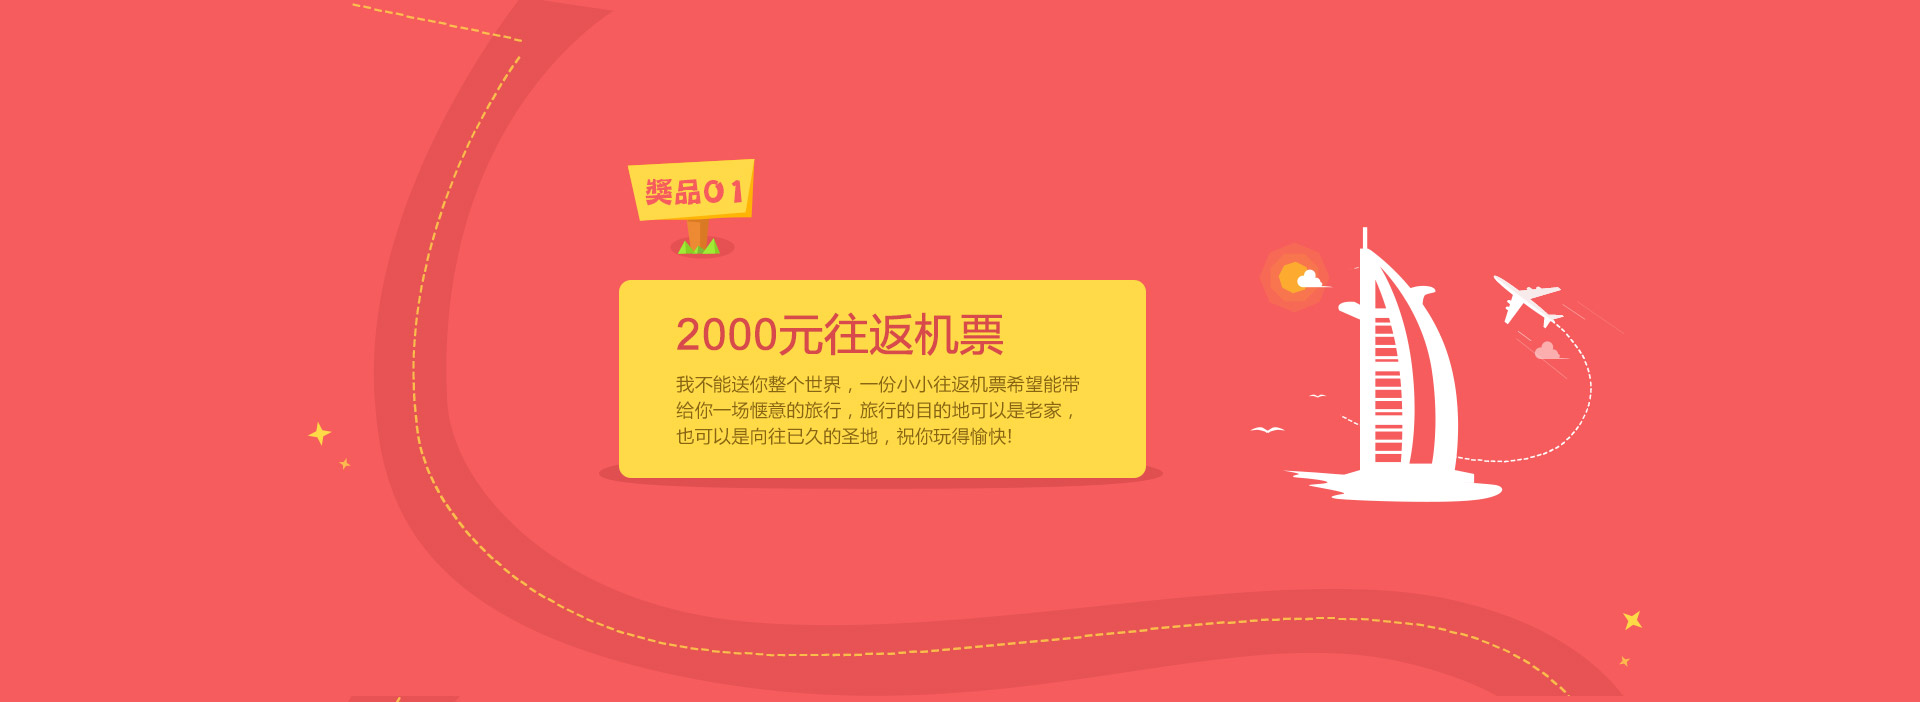 獎品01
2000元往返机票
我不能送你整个世界，一份小小往返机票希望能带
给你一场惬意的旅行，旅行的目的地可以是老家，
也可以是向往已久的圣地，祝你玩得愉快!